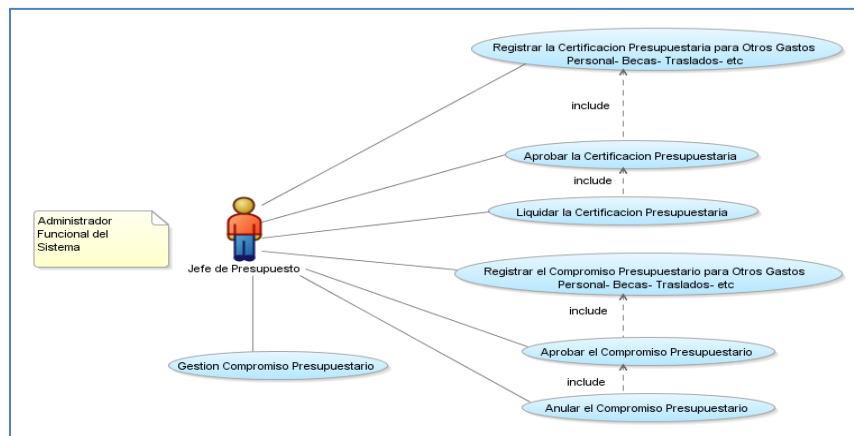 Registrar la Certificacion Presupuestaria para Otros Gastos
Personal- Becas- Traslados- etc
include
Aprobar la Certificacion Presupuestaria
include
Liquidar la Certificacion Presupuestaria
Administrador
Funcional del
Sistema
Jefe de Presupuesto
Registrar el Compromiso Presupuestario para Otros Gastos
Personal- Becas- Traslados- etc
include
Aprobar el Compromiso Presupuestario
Gestion Compromiso Presupuestario
include
Anular el Compromiso Presupuestario